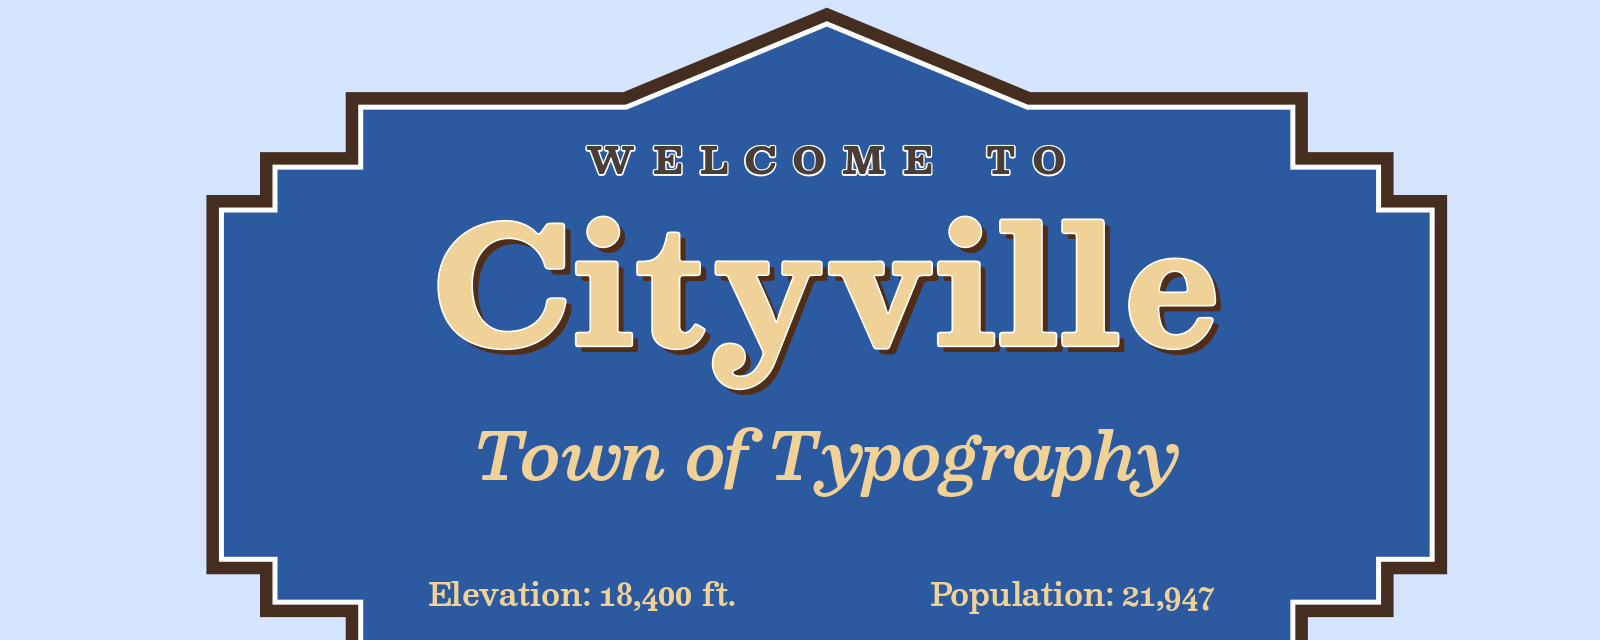 WELCOME TO
Cityville
Town of Typography
Elevation: 18,400 ft. Population: 21,947